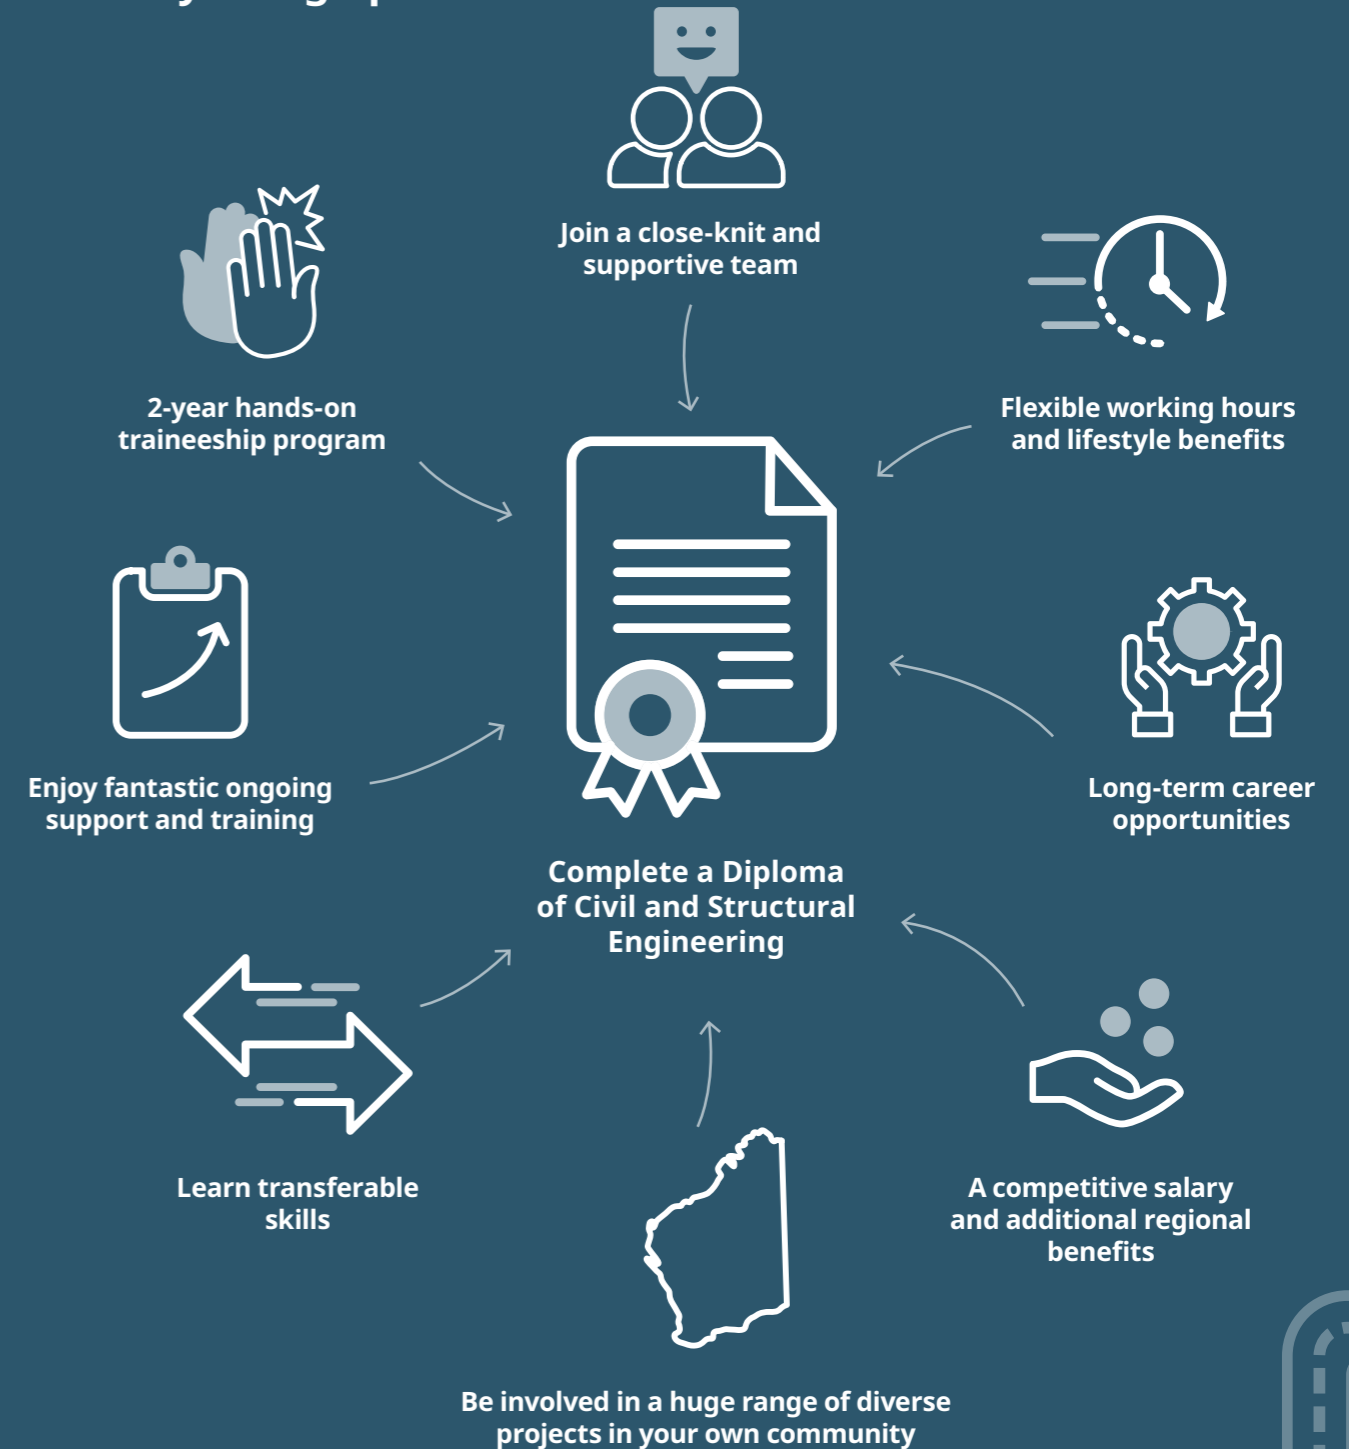 Join a close-knit and
supportive team
2-year hands-on
traineeship program
Flexible working hours
and lifestyle benefits
Enjoy fantastic ongoing
support and training
Long-term career
opportunities
Complete a Diploma
of Civil and Structural
Engineering
Learn transferable
skills
A competitive salary
and additional regional
benefits
Be involved in a huge range of diverse
projects in your own community